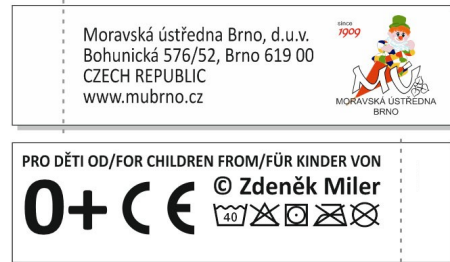 Moravská ústředna Brno, d.u.v.
Bohunická 576/52, Brno 619 00
CZECH REPUBLIC
www.mubrno.cz
since
1909
MÚ
MORAVSKÁ ÚSTŘEDNA
BRNO
PRO DĚTI OD/FOR CHILDREN FROM/FÜR KINDER VON
0+ CE
© Zdeněk Miler
40